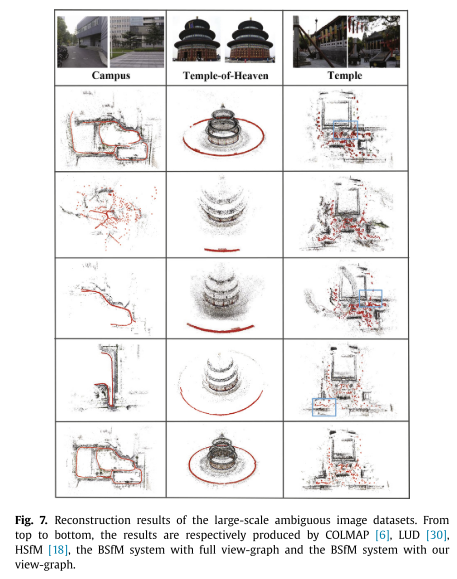 Campus
Temple-of-Heaven
Temple
Fig. 7. Reconstruction results of the large-scale ambiguous image datasets. From
top to bottom, the results are respectively produced by COLMAP [6], LUD [30],
HSfM [18], the BSfM system with full view-graph and the BSfM system with our
view-graph.